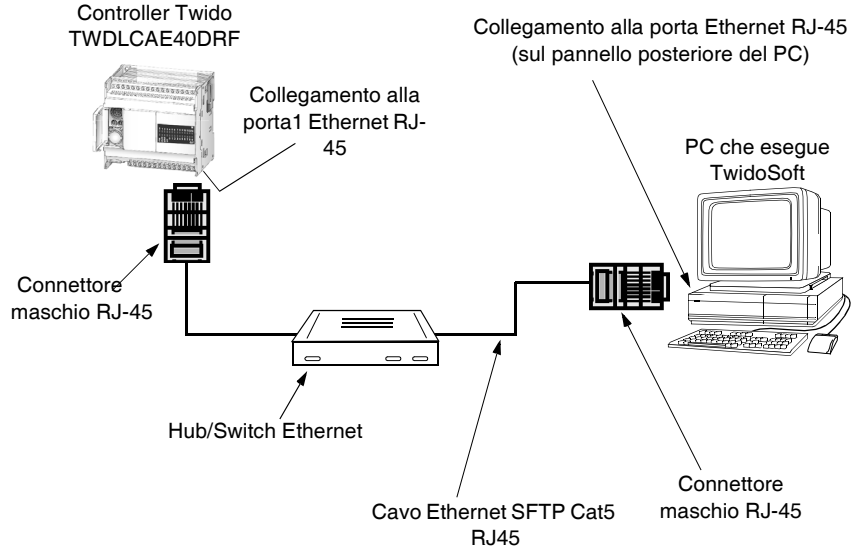 Controller Twido
TWDLCAE40DRF
Collegamento alla porta Ethernet RJ-45
(sul pannello posteriore del PC)
Collegamento alla
porta1 Ethernet RJ-
45
PC che esegue
TwidoSoft
Connettore
maschio RJ-45
Hub/Switch Ethernet
Connettore
maschio RJ-45
Cavo Ethernet SFTP Cat5
RJ45